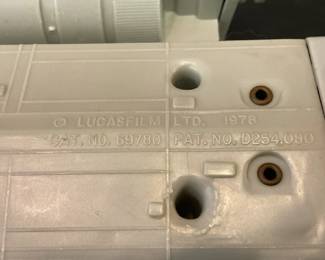 © LUCASFILM LTD. 1978
CAT. NO. 69780 PAT. NO. D254,080